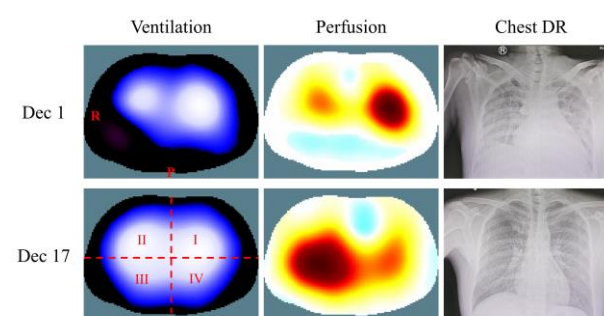 Ventilation Perfusion Chest DR
Dec 1
R
P
Dec 17
II I
III IV